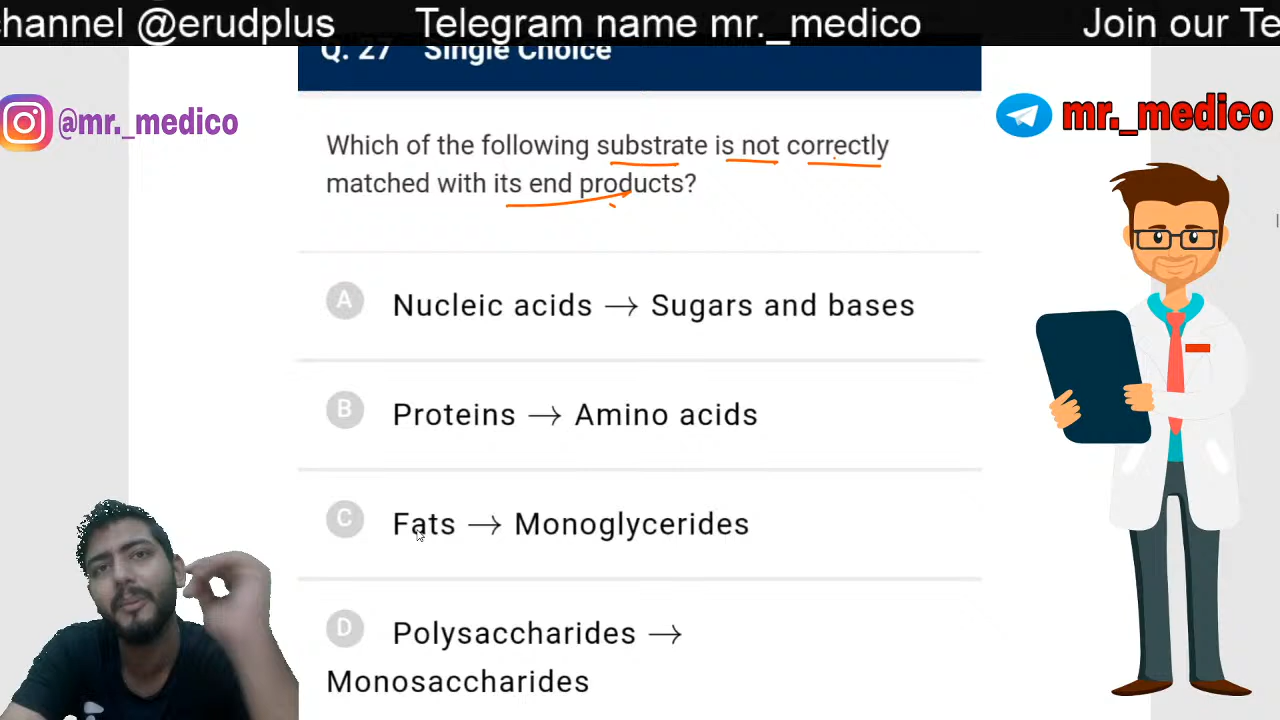 channel @erudplus Telegram name mr._medico Join our Te
Q. 27 Single Choice
@mr._medico
mr._medico
Which of the following substrate is not correctly
matched with its end products?
A Nucleic acids → Sugars and bases
B Proteins → Amino acids
C Fats → Monoglycerides
D Polysaccharides →
Monosaccharides